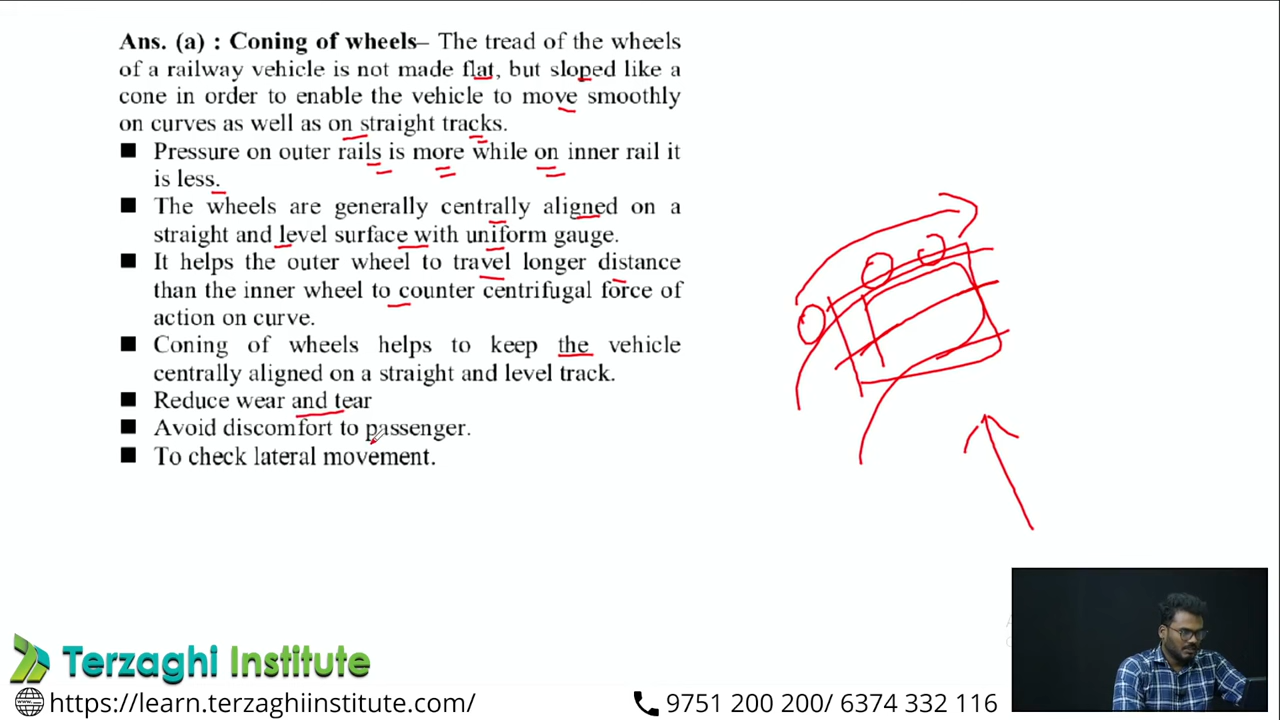 Ans. (a) : Coning of wheels– The tread of the wheels
of a railway vehicle is not made flat, but sloped like a
cone in order to enable the vehicle to move smoothly
on curves as well as on straight tracks.
■ Pressure on outer rails is more while on inner rail it
is less.
■ The wheels are generally centrally aligned on a
straight and level surface with uniform gauge.
■ It helps the outer wheel to travel longer distance
than the inner wheel to counter centrifugal force of
action on curve.
■ Coning of wheels helps to keep the vehicle
centrally aligned on a straight and level track.
■ Reduce wear and tear
■ Avoid discomfort to passenger.
■ To check lateral movement.
Terzaghi Institute
https://learn.terzaghiinstitute.com/
9751 200 200/ 6374 332 116